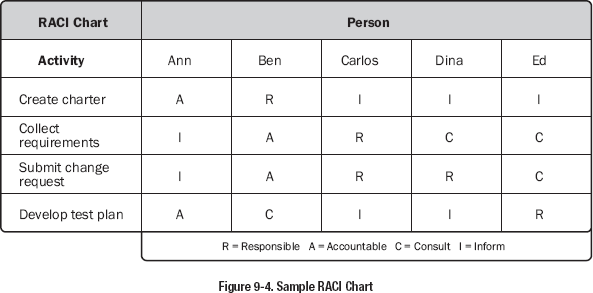 RACI Chart Person
Activity Ann Ben Carlos Dina Ed
Create charter A R I I I
Collect
requirements I A R C C
Submit change
request I A R R C
Develop test plan A C I I R
R = Responsible A = Accountable C = Consult I = Inform
Figure 9-4. Sample RACI Chart